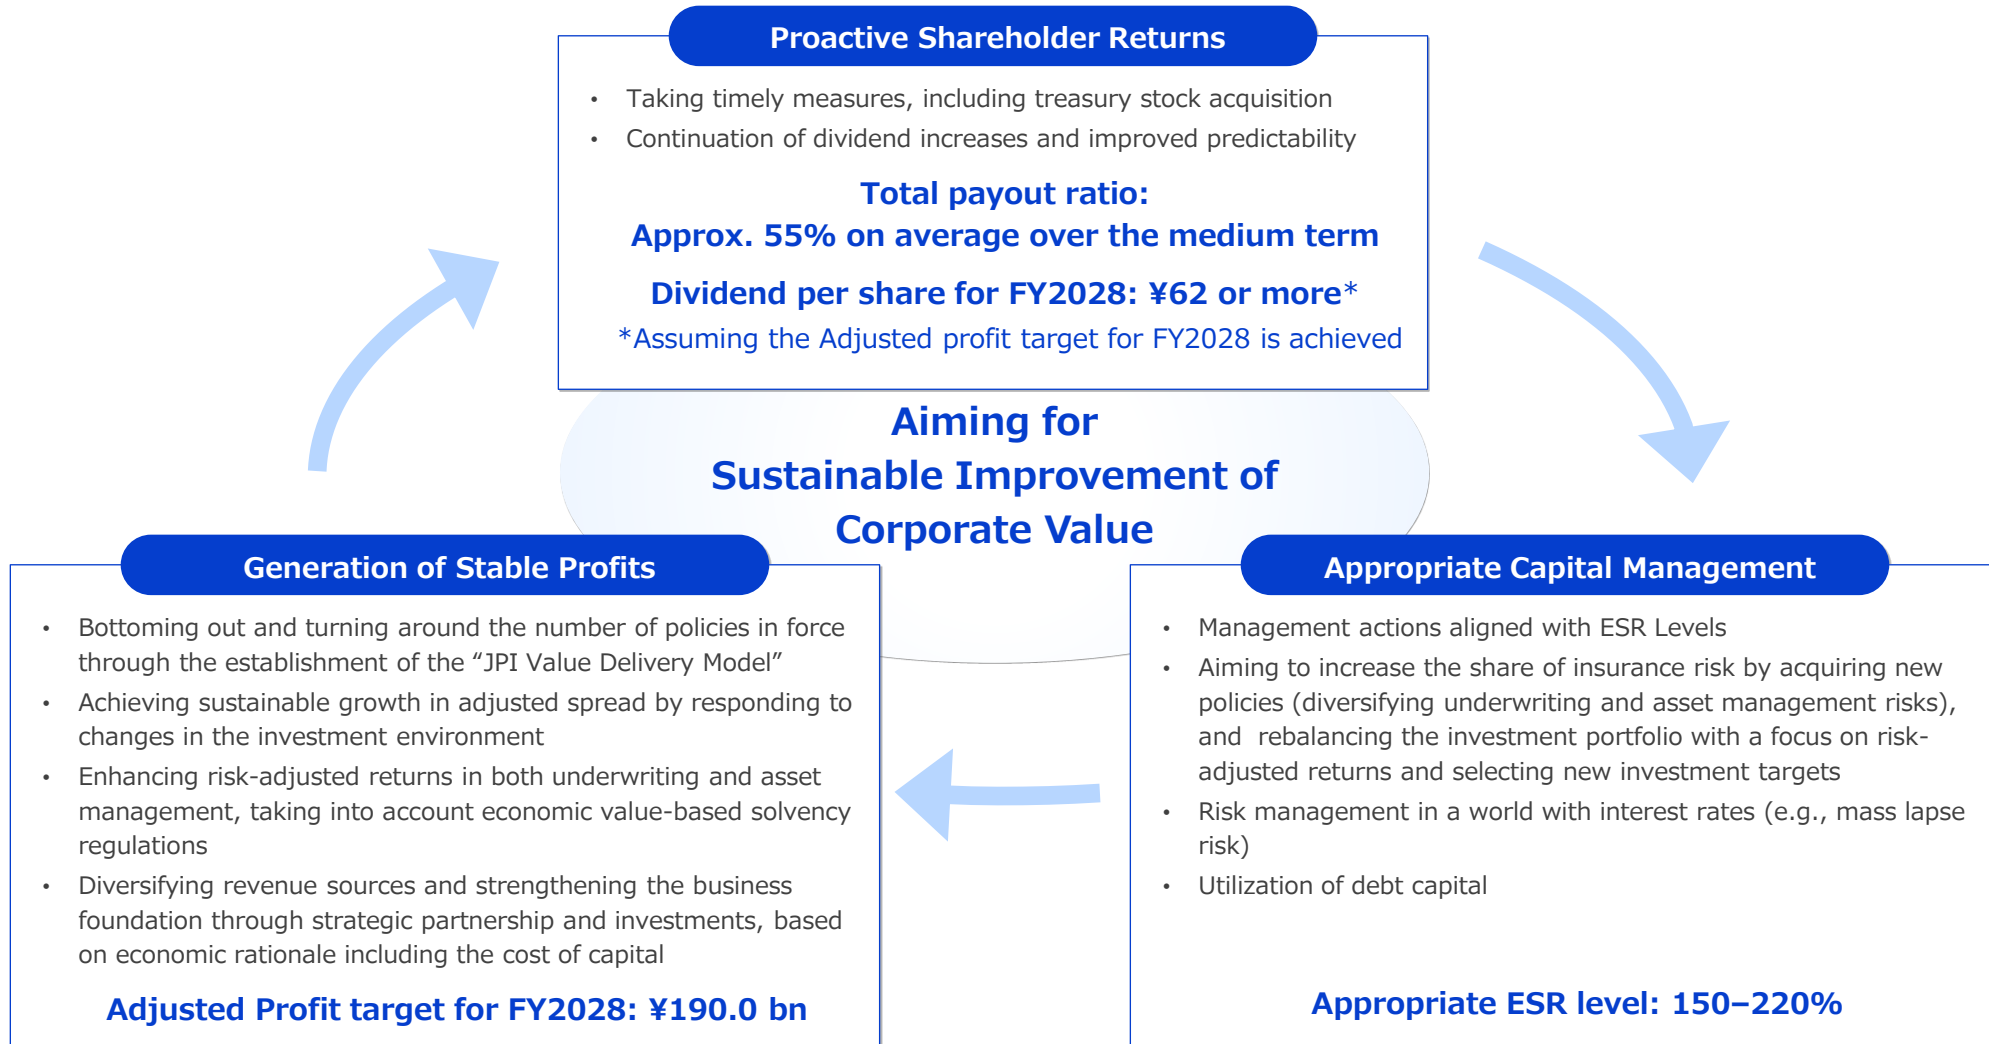 Proactive Shareholder Returns
• Taking timely measures, including treasury stock acquisition
• Continuation of dividend increases and improved predictability
Total payout ratio:
Approx. 55% on average over the medium term
Dividend per share for FY2028: ¥62 or more*
*Assuming the Adjusted profit target for FY2028 is achieved
Aiming for
Sustainable Improvement of
Corporate Value
Generation of Stable Profits
• Bottoming out and turning around the number of policies in force
through the establishment of the “JPI Value Delivery Model”
• Achieving sustainable growth in adjusted spread by responding to
changes in the investment environment
• Enhancing risk-adjusted returns in both underwriting and asset
management, taking into account economic value-based solvency
regulations
• Diversifying revenue sources and strengthening the business
foundation through strategic partnership and investments, based
on economic rationale including the cost of capital
Adjusted Profit target for FY2028: ¥190.0 bn
Appropriate Capital Management
• Management actions aligned with ESR Levels
• Aiming to increase the share of insurance risk by acquiring new
policies (diversifying underwriting and asset management risks),
and  rebalancing the investment portfolio with a focus on risk-
adjusted returns and selecting new investment targets
• Risk management in a world with interest rates (e.g., mass lapse
risk)
• Utilization of debt capital
Appropriate ESR level: 150–220%